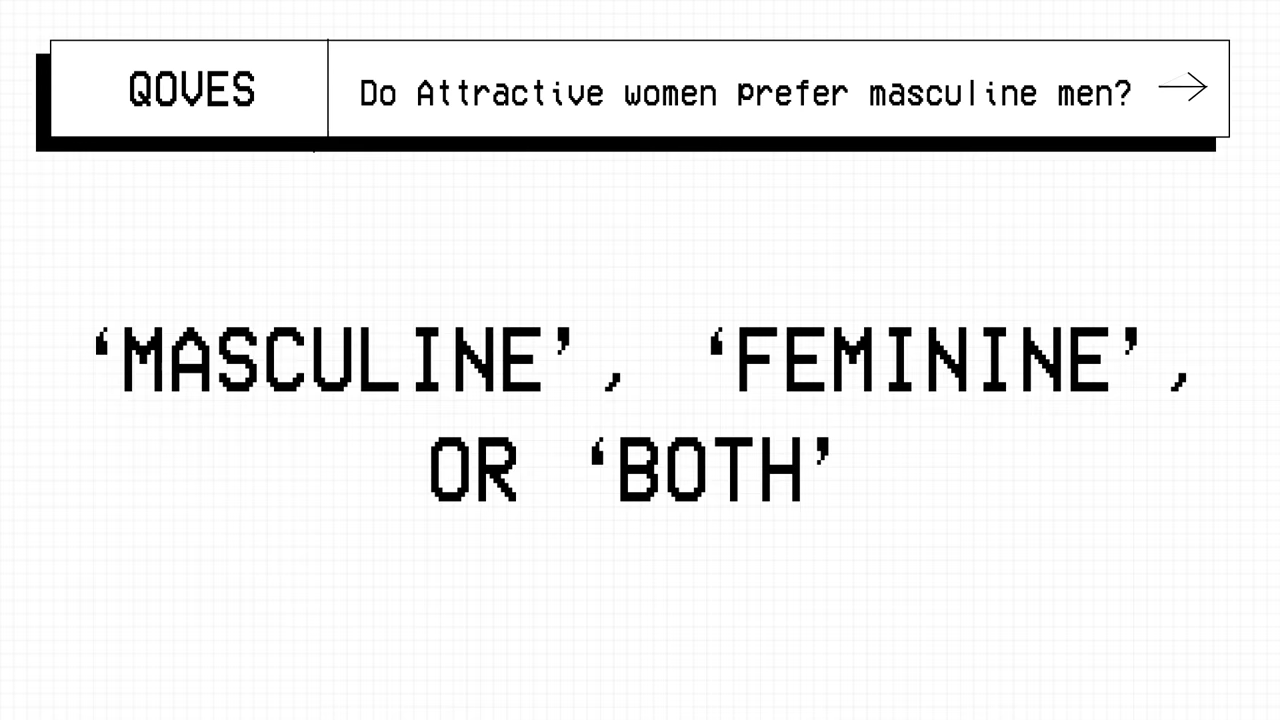 QOVES
Do Attractive women prefer masculine men?
‘MASCULINE’, ‘FEMININE’,
OR ‘BOTH’